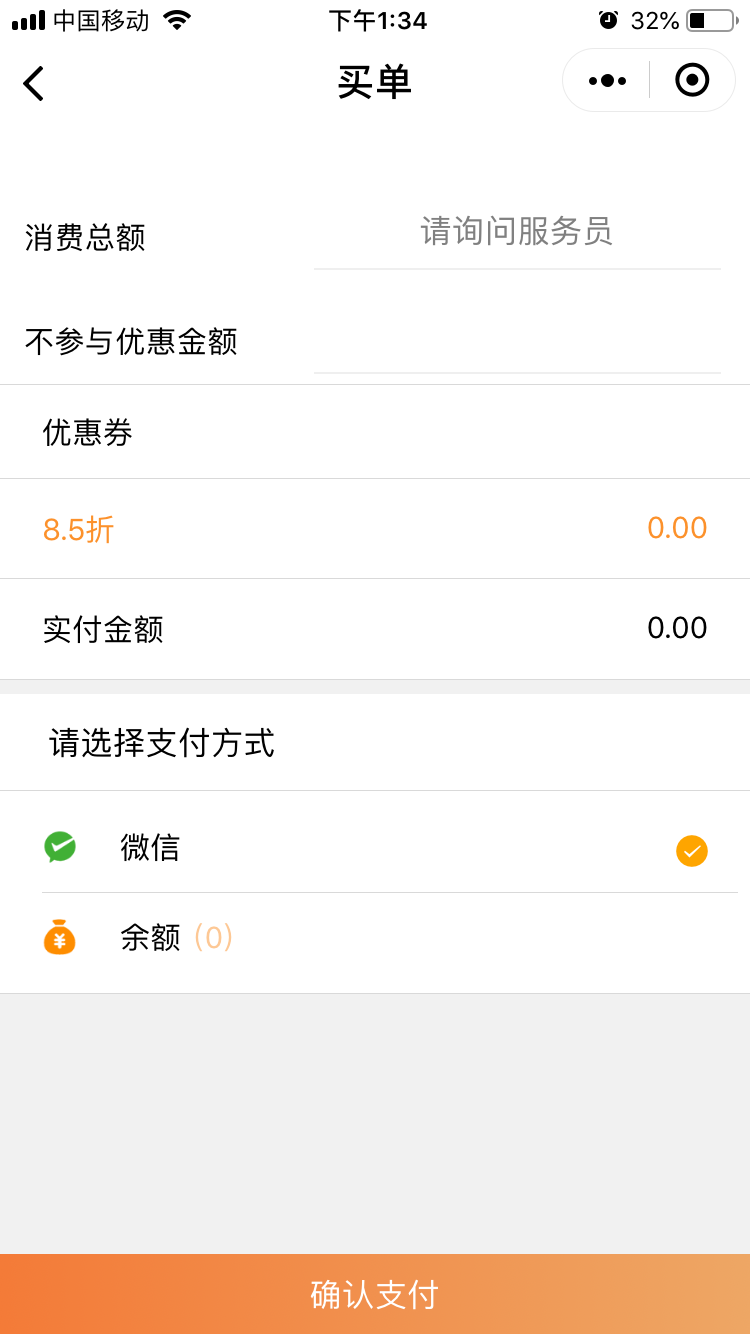 中国移动 下午1:34 32%
买单
消费总额 请询问服务员
不参与优惠金额
优惠券
8.5折 0.00
实付金额 0.00
请选择支付方式
微信
余额 (0)
确认支付